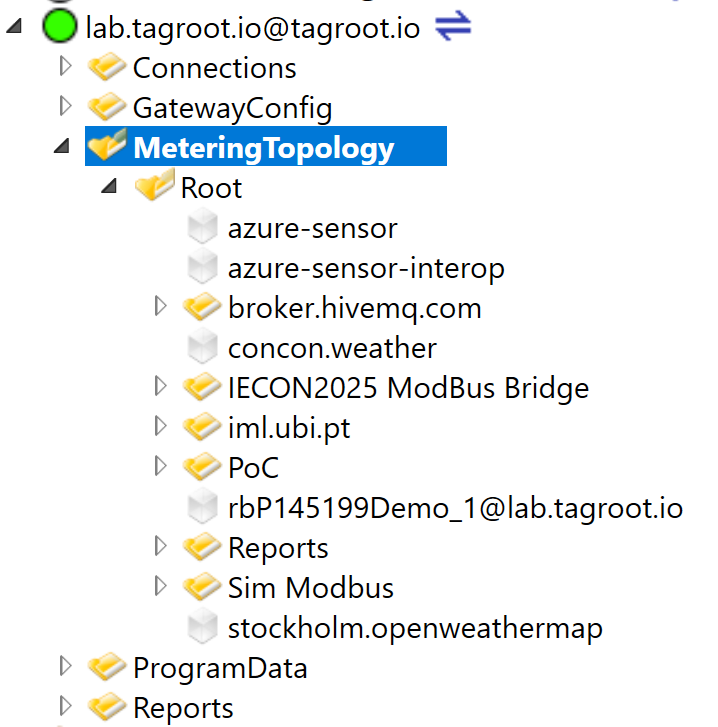 lab.tagroot.io@tagroot.io
Connections
GatewayConfig
MeteringTopology
Root
azure-sensor
azure-sensor-interop
broker.hivemq.com
concon.weather
IECON2025 ModBus Bridge
iml.ubi.pt
PoC
rbP145199Demo_1@lab.tagroot.io
Reports
Sim Modbus
stockholm.openweathermap
ProgramData
Reports